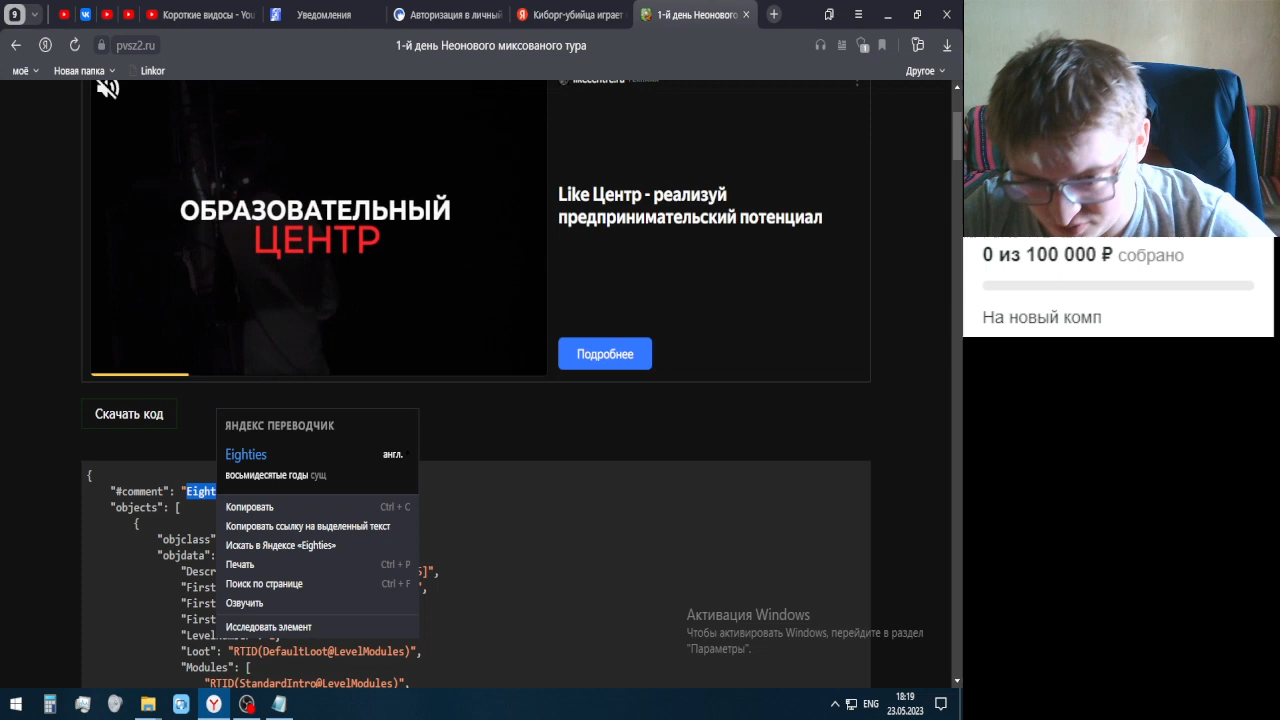 9
Короткие видосы - You
Уведомления
Авторизация в личный
Киборг-убийца играет
1-й день Неонового
pvsz2.ru
1-й день Неонового миксованого тура
1
моё
Новая папка
Linkor
Другое
ОБРАЗОВАТЕЛЬНЫЙ
ЦЕНТР
Like Центр - реализуй
предпринимательский потенциал
Подробнее
Скачать код
ЯНДЕКС ПЕРЕВОДЧИК
Eighties
англ.
восьмидесятые годы сущ
Копировать Ctrl + C
Копировать ссылку на выделенный текст
Искать в Яндексе «Eighties»
Печать Ctrl + P
Поиск по странице Ctrl + F
Озвучить
Исследовать элемент
{
"#comment": "Eight
"objects": [
{
"objclass"
"objdata":
"Descr
]",
"First
",
"First
"First
"Level
"Loot": "RTID(DefaultLoot@LevelModules)",
"Modules": [
"RTID(StandardIntro@LevelModules)",
Активация Windows
Чтобы активировать Windows, перейдите в раздел
"Параметры".
0 из 100 000 ₽ собрано
На новый комп
ENG
18:19
23.05.2023